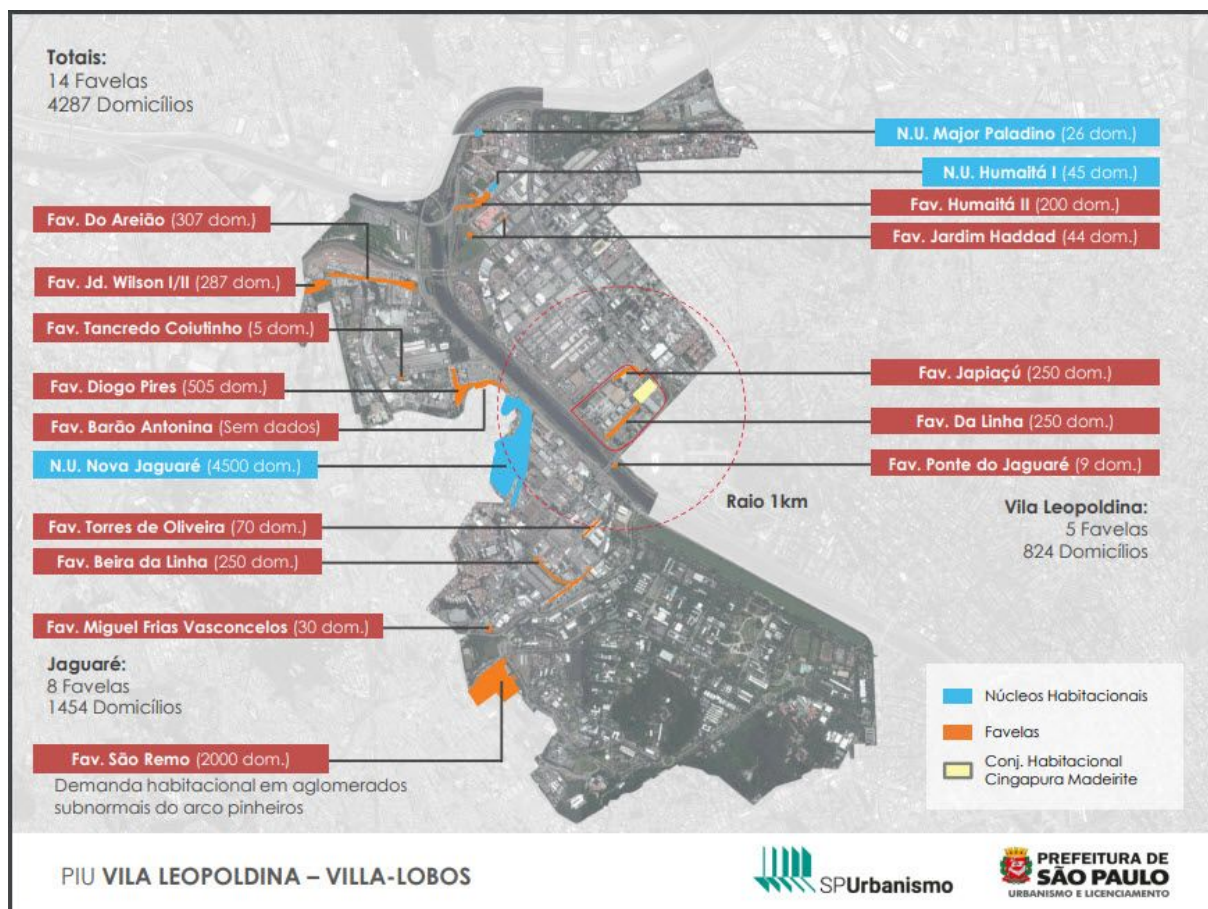 Totais:
14 Favelas
4287 Domicílios
N.U. Major Paladino (26 dom.)
N.U. Humaitá I (45 dom.)
Fav. Humaitá II (200 dom.)
Fav. Jardim Haddad (44 dom.)
Fav. Do Areião (307 dom.)
Fav. Jd. Wilson I/II (287 dom.)
Fav. Tancredo Coiutinho (5 dom.)
Fav. Diogo Pires (505 dom.)
Fav. Barão Antonina (Sem dados)
N.U. Nova Jaguaré (4500 dom.)
Fav. Japiaçú (250 dom.)
Fav. Da Linha (250 dom.)
Fav. Ponte do Jaguaré (9 dom.)
Raio 1km
Vila Leopoldina:
5 Favelas
824 Domicílios
Fav. Torres de Oliveira (70 dom.)
Fav. Beira da Linha (250 dom.)
Fav. Miguel Frias Vasconcelos (30 dom.)
Jaguaré:
8 Favelas
1454 Domicílios
Fav. São Remo (2000 dom.)
Demanda habitacional em aglomerados
subnormais do arco pinheiros
Núcleos Habitacionais
Favelas
Conj. Habitacional
Cingapura Madeirite
PIU VILA LEOPOLDINA – VILLA-LOBOS
SPUrbanismo
PREFEITURA DE
SÃO PAULO
URBANISMO E LICENCIAMENTO